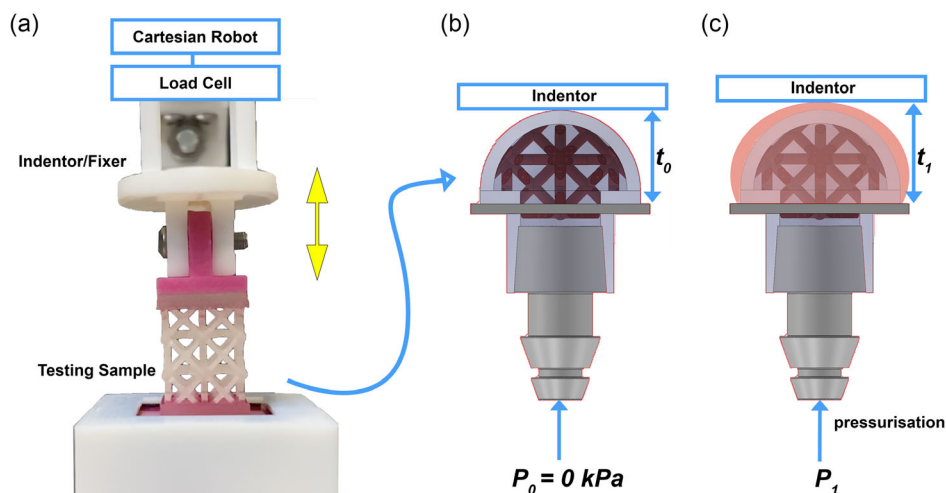 (a)
Cartesian Robot
Load Cell
Indentor/Fixer
Testing Sample
(b)
Indentor
t0
P0 = 0 kPa
(c)
Indentor
t1
pressurisation
P1